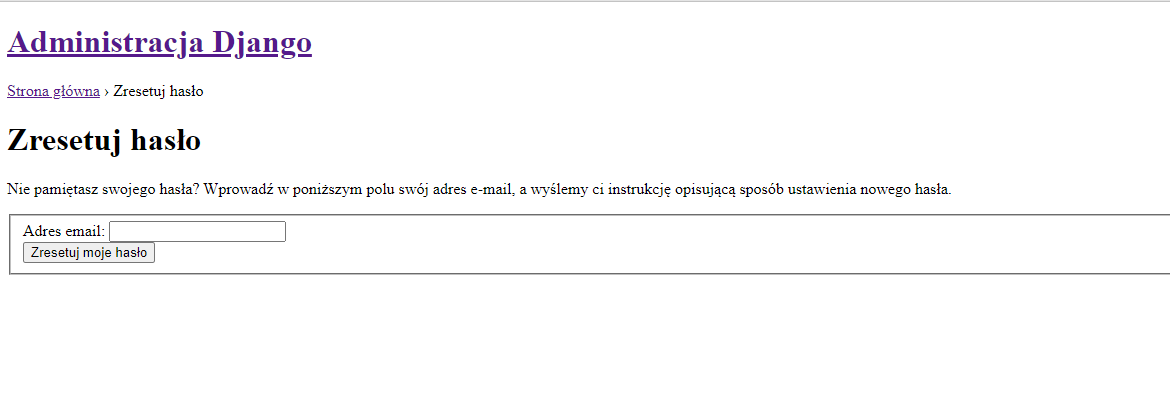 Administracja Django
Strona główna › Zresetuj hasło
Zresetuj hasło
Nie pamiętasz swojego hasła? Wprowadź w poniższym polu swój adres e-mail, a wyślemy ci instrukcję opisującą sposób ustawienia nowego hasła.
Adres email:
Zresetuj moje hasło